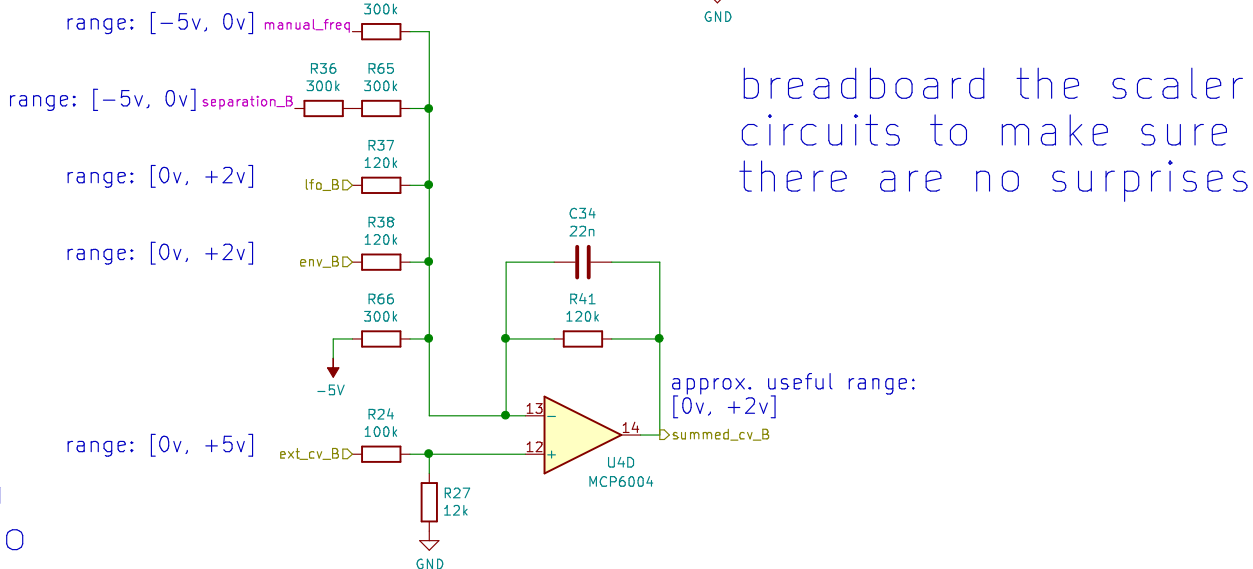 300k
GND
range: [-5v, 0v] manual_freq
R36 R65
300k 300k
range: [-5v, 0v] separation_B
breadboard the scaler
circuits to make sure
there are no surprises
R37
120k
range: [0v, +2v] lfo_B
R38
120k
range: [0v, +2v] env_B
C34
22n
R66
300k
R41
120k
-5V
approx. useful range:
[0v, +2v]
R24
100k
range: [0v, +5v] ext_cv_B
13
12
14
-
+
summed_cv_B
U4D
MCP6004
R27
12k
O
GND